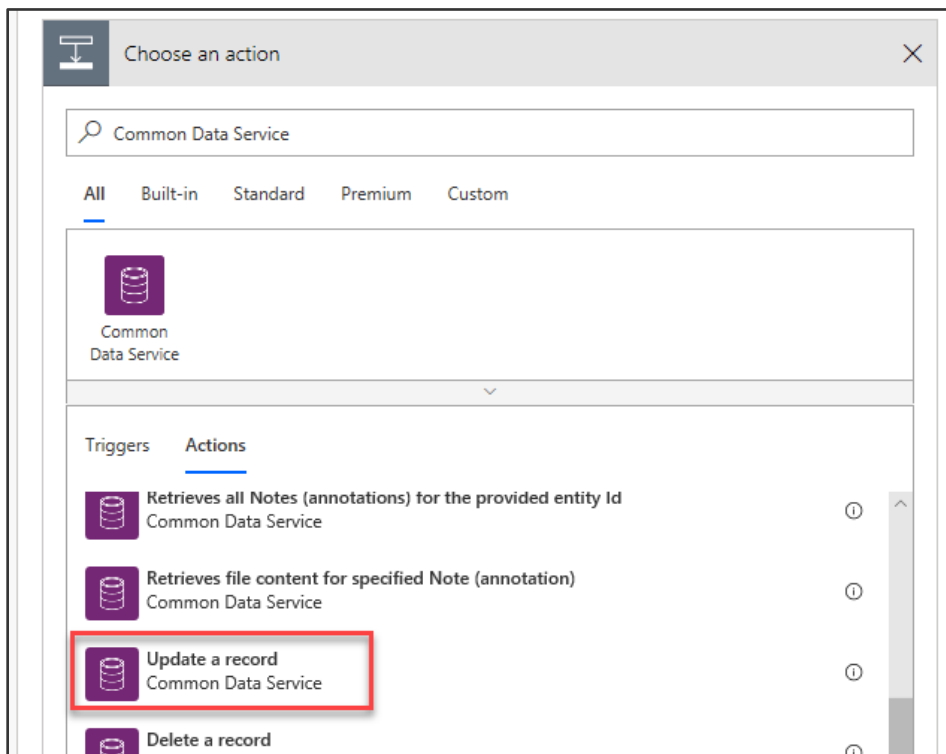 Choose an action
Common Data Service
All Built-in Standard Premium Custom
Common
Data Service
Triggers Actions
Retrieves all Notes (annotations) for the provided entity Id
Common Data Service
Retrieves file content for specified Note (annotation)
Common Data Service
Update a record
Common Data Service
Delete a record